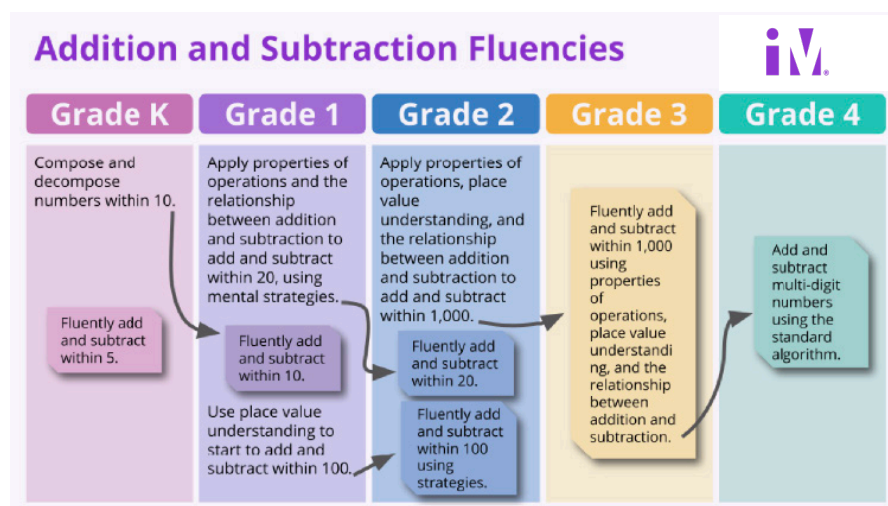 Addition and Subtraction Fluencies
iM®
Grade K
Grade 1
Grade 2
Grade 3
Grade 4
Compose and
decompose
numbers within 10.
Fluently add
and subtract
within 5.
Apply properties of
operations and the
relationship
between addition
and subtraction to
add and subtract
within 20, using
mental strategies.
Fluently add
and subtract
within 10.
Use place value
understanding to
start to add and
subtract within 100.
Apply properties of
operations, place
value
understanding, and
the relationship
between addition
and subtraction to
add and subtract
within 1,000.
Fluently add
and subtract
within 20.
Fluently add
and subtract
within 100
using
strategies.
Fluently add
and subtract
within 1,000
using
properties
of
operations,
place value
understandi
ng, and the
relationship
between
addition and
subtraction.
Add and
subtract
multi-digit
numbers
using the
standard
algorithm.